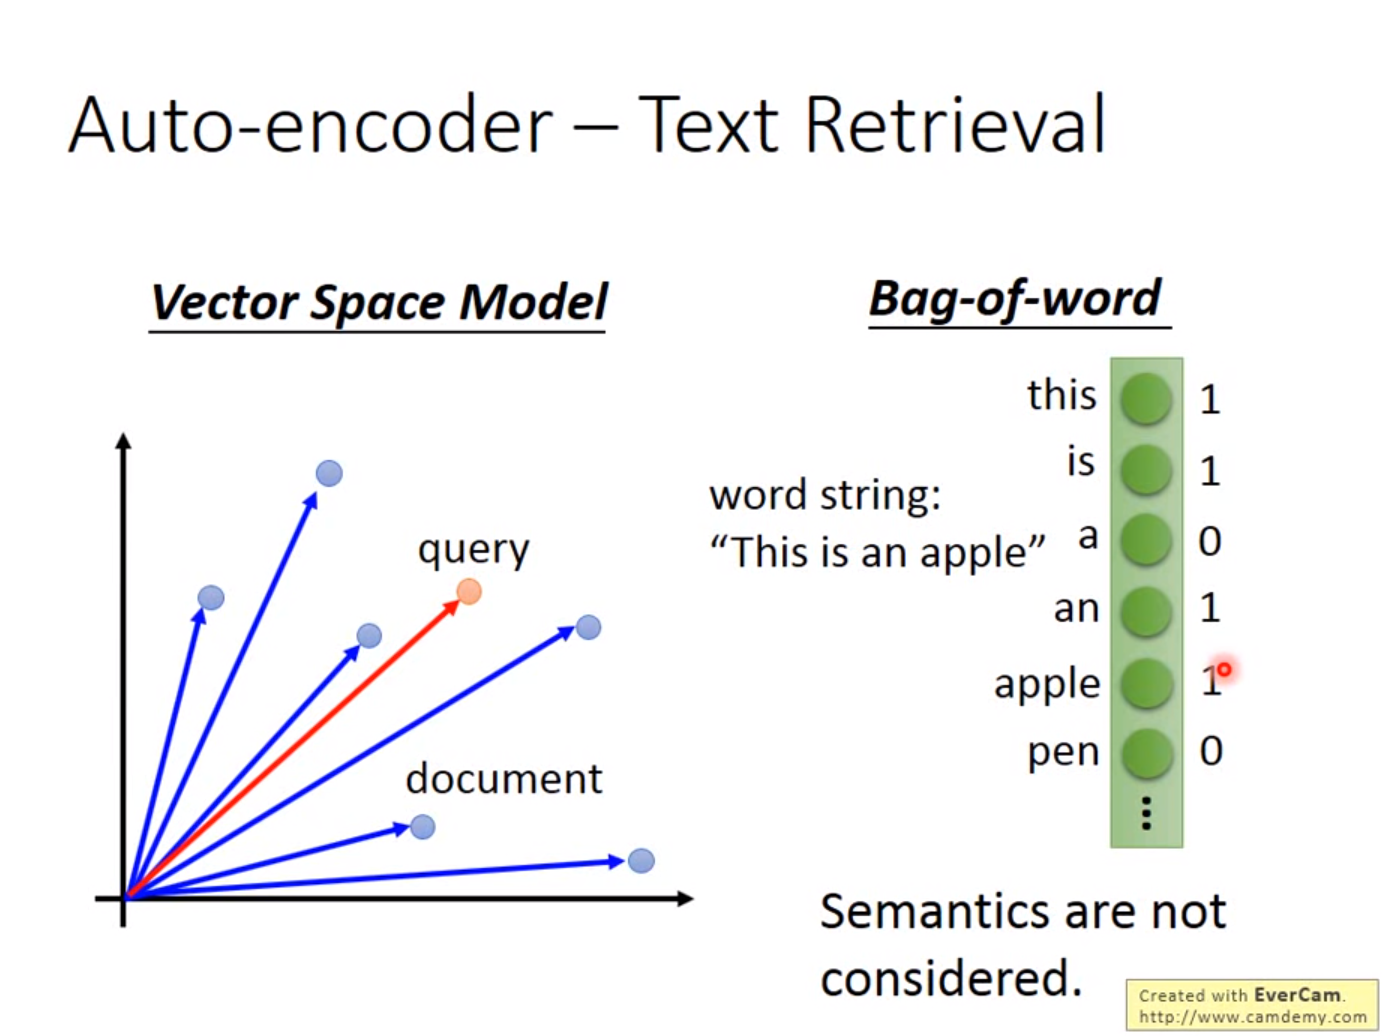 Auto-encoder – Text Retrieval
Vector Space Model
query
document
Bag-of-word
word string:
“This is an apple”
this 1
is 1
a 0
an 1
apple 1
pen 0
⋮
Semantics are not
considered.
Created with EverCam.
http://www.camdemy.com